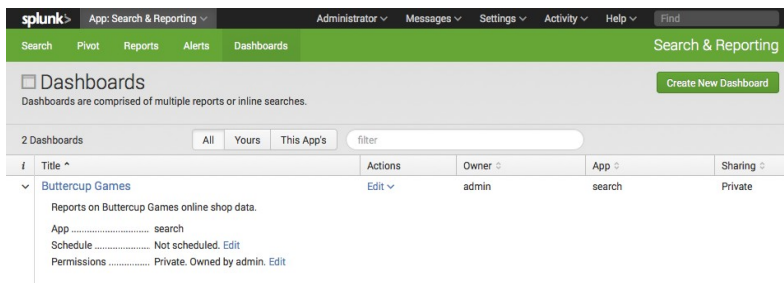 splunk> App: Search & Reporting Administrator Messages Settings Activity Help Find
Search Pivot Reports Alerts Dashboards Search & Reporting
Dashboards Create New Dashboard
Dashboards are comprised of multiple reports or inline searches.
2 Dashboards All Yours This App's filter
i Title Actions Owner App Sharing
Buttercup Games Edit admin search Private
Reports on Buttercup Games online shop data.
App ............................ search
Schedule .................... Not scheduled. Edit
Permissions ............... Private. Owned by admin. Edit